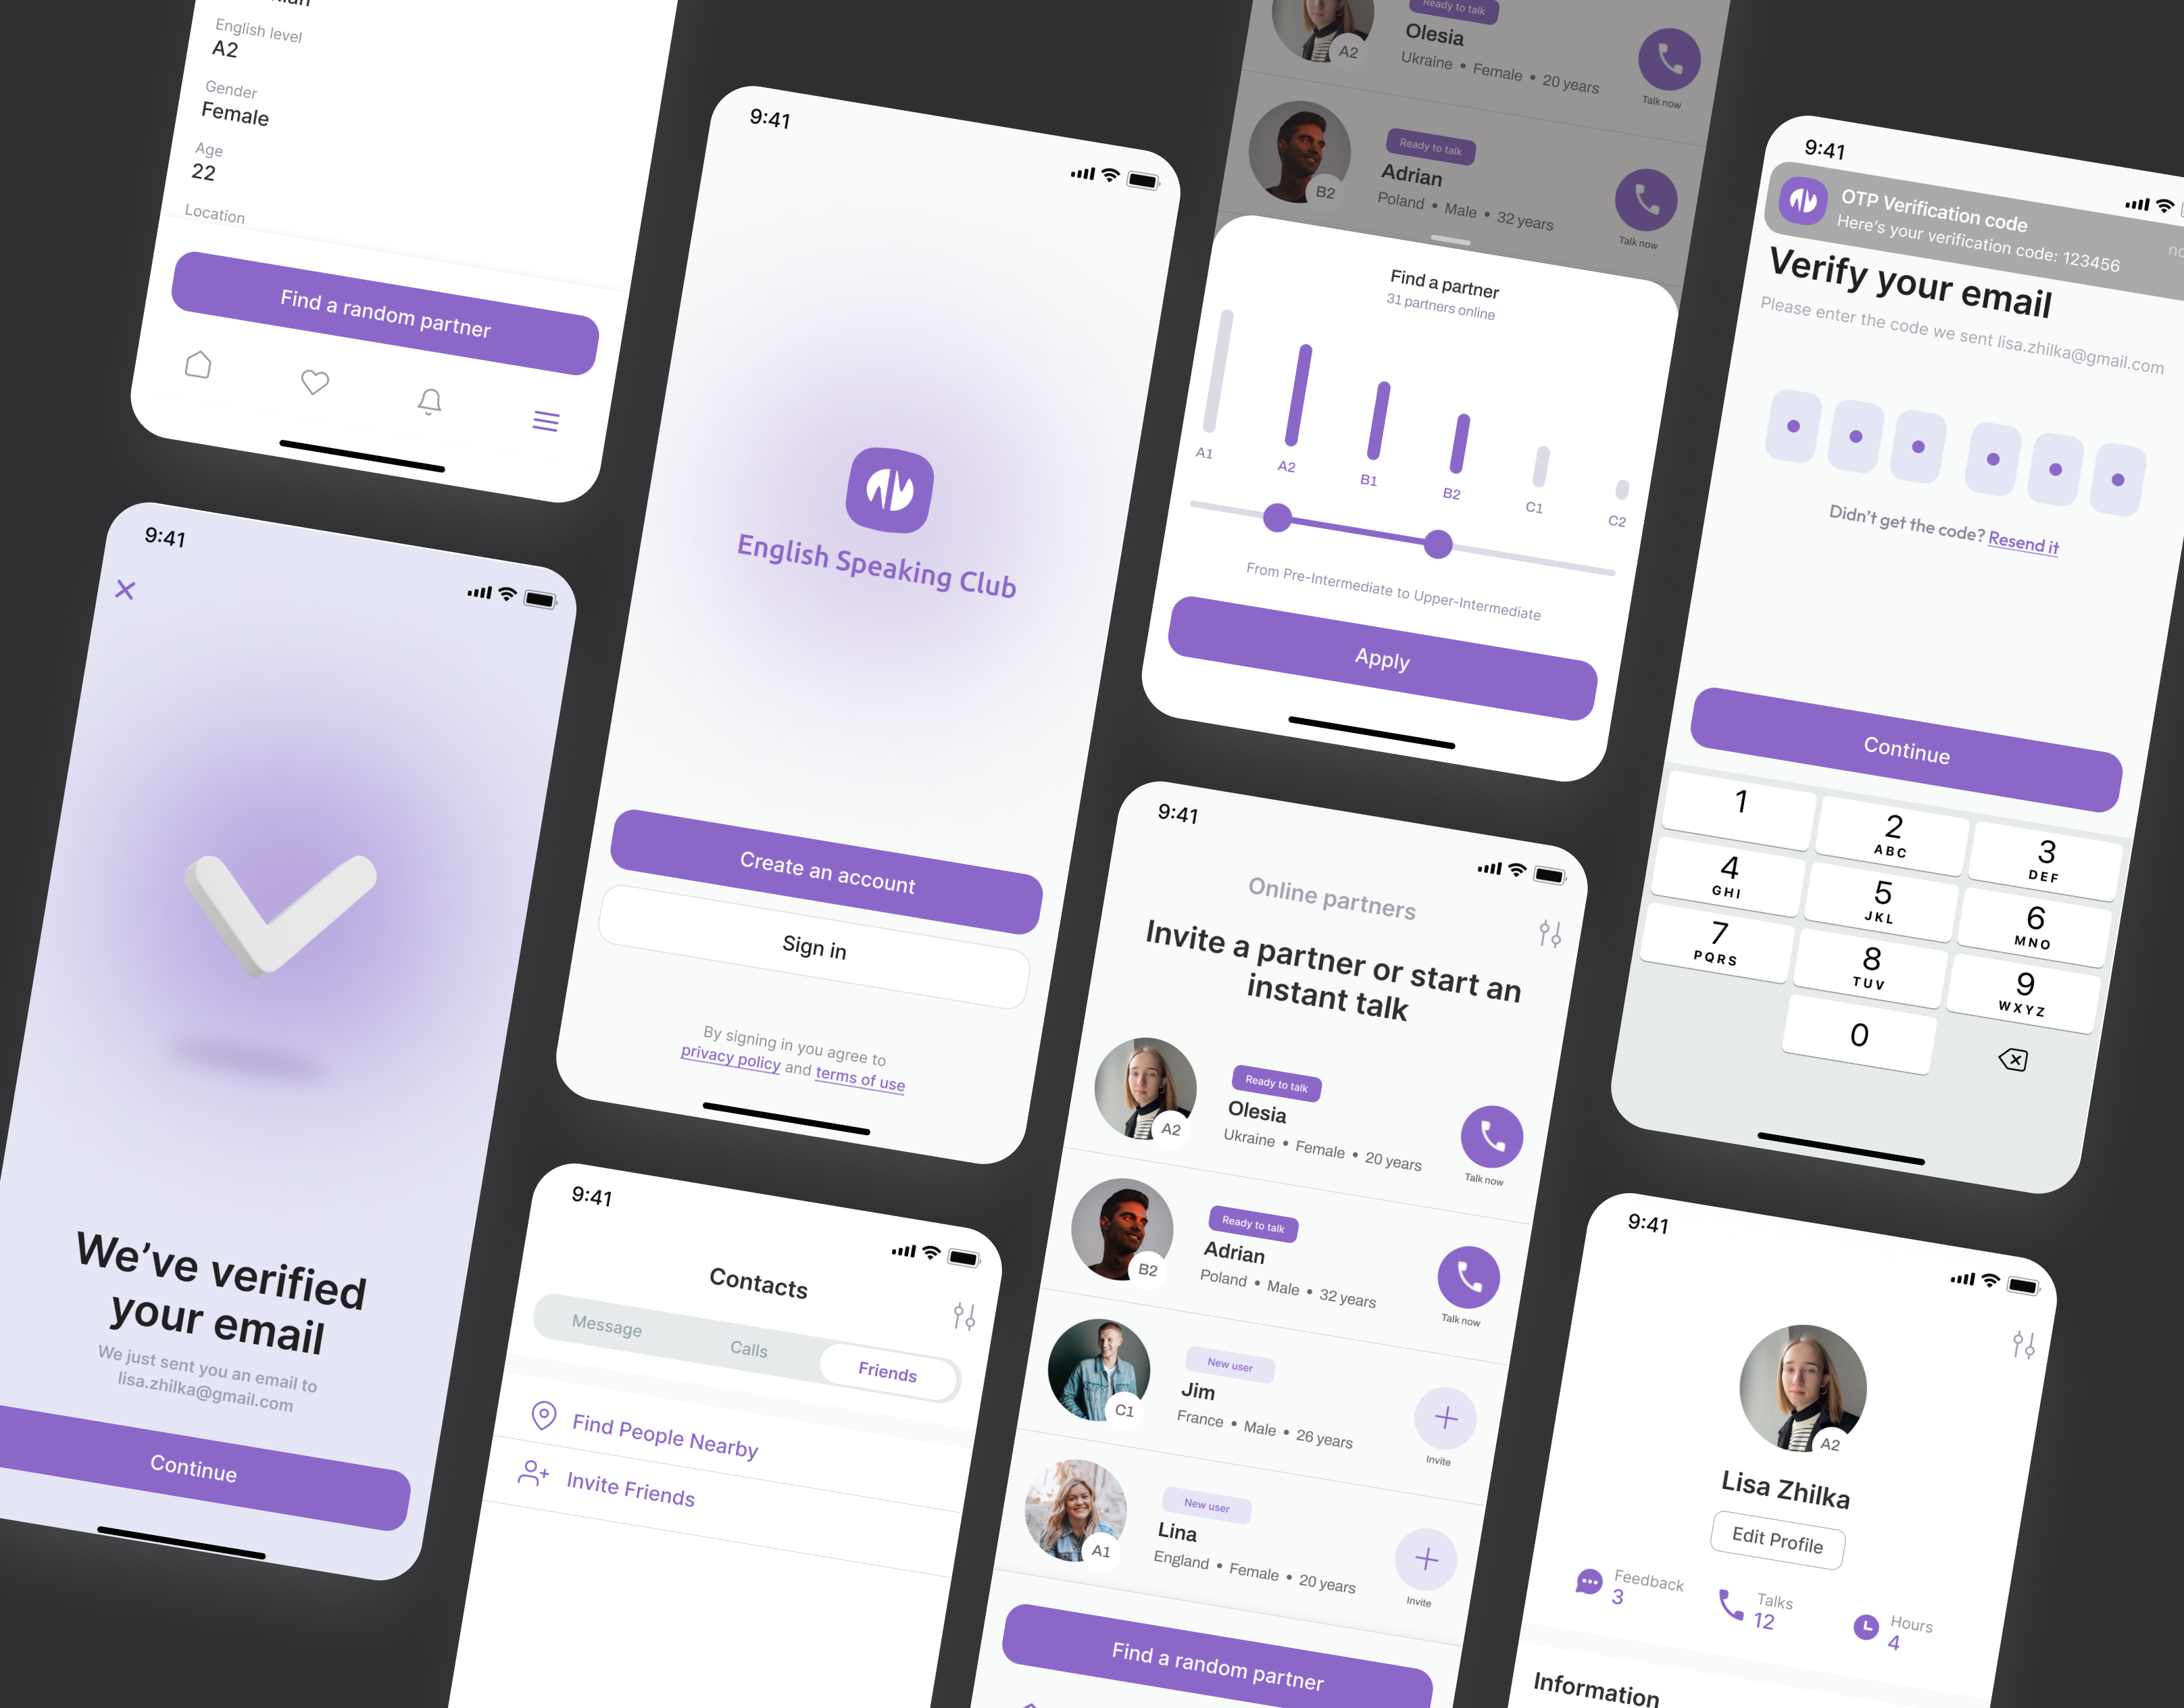 English level
A2
Gender
Female
Age
22
Location
Find a random partner
9:41
We've verified
your email
We just sent you an email to
lisa.zhilka@gmail.com
Continue
9:41
English Speaking Club
Create an account
Sign in
By signing in you agree to
privacy policy and terms of use
9:41
Contacts
Message
Calls
Friends
Find People Nearby
Invite Friends
Ready to talk
Olesia
A2
Ukraine • Female • 20 years
Talk now
Ready to talk
Adrian
B2
Poland • Male • 32 years
Talk now
Find a partner
31 partners online
A1
A2
B1
B2
C1
C2
From Pre-Intermediate to Upper-Intermediate
Apply
9:41
Online partners
Invite a partner or start an
instant talk
Ready to talk
Olesia
A2
Ukraine • Female • 20 years
Talk now
Ready to talk
Adrian
B2
Poland • Male • 32 years
Talk now
New user
Jim
C1
France • Male • 26 years
Invite
New user
Lina
A1
England • Female • 20 years
Invite
Find a random partner
9:41
OTP Verification code
Here's your verification code: 123456
Verify your email
Please enter the code we sent lisa.zhilka@gmail.com
Didn't get the code? Resend it
Continue
1
2
ABC
3
DEF
4
GHI
5
JKL
6
MNO
7
PQRS
8
TUV
9
WXYZ
0
9:41
A2
Lisa Zhilka
Edit Profile
Feedback
3
Talks
12
Hours
4
Information